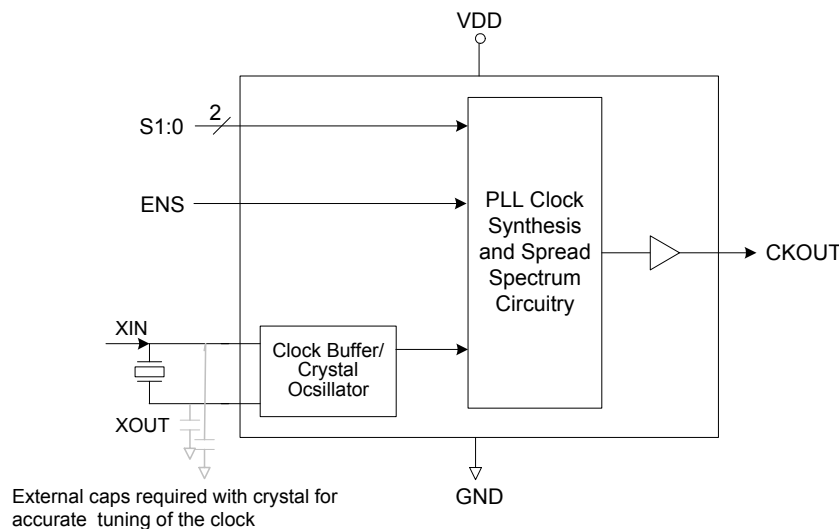 VDD
S1:0
2
ENS
PLL Clock
Synthesis
and Spread
Spectrum
Circuitry
CKOUT
XIN
Clock Buffer/
Crystal
Ocsillator
XOUT
GND
External caps required with crystal for
accurate tuning of the clock